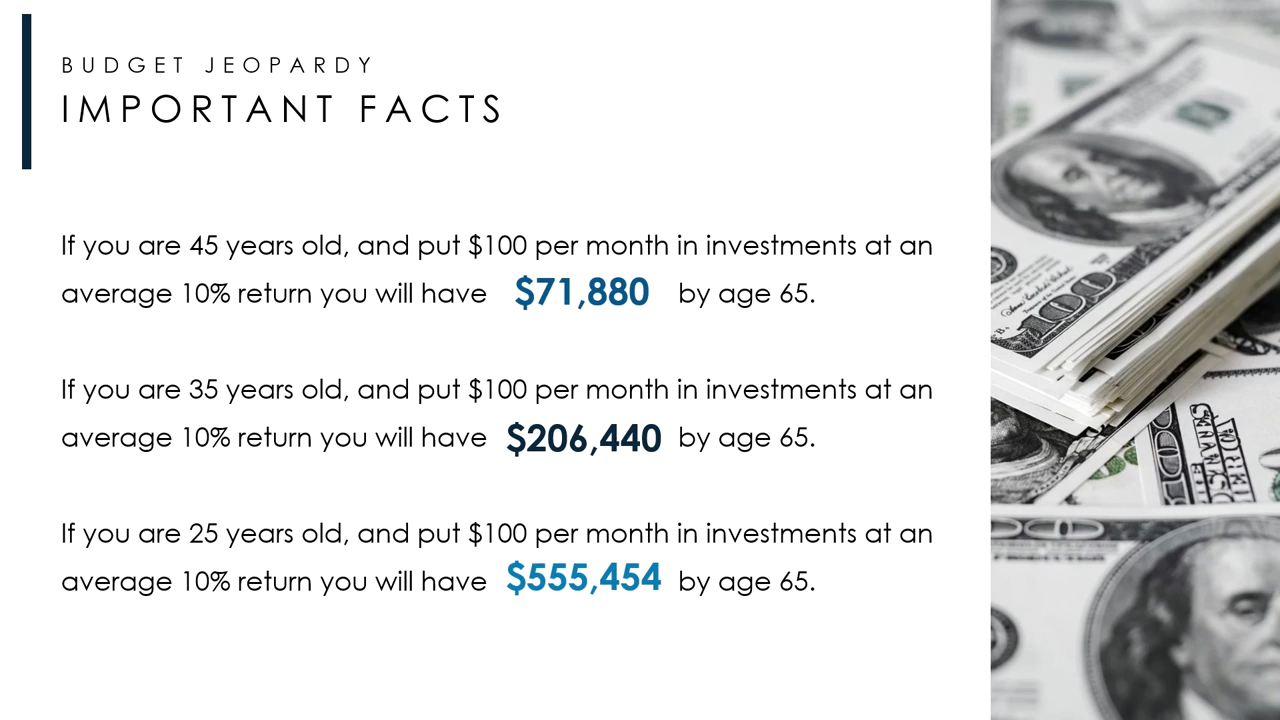 BUDGET JEOPARDY
IMPORTANT FACTS
If you are 45 years old, and put $100 per month in investments at an
average 10% return you will have $71,880 by age 65.
If you are 35 years old, and put $100 per month in investments at an
average 10% return you will have $206,440 by age 65.
If you are 25 years old, and put $100 per month in investments at an
average 10% return you will have $555,454 by age 65.
100